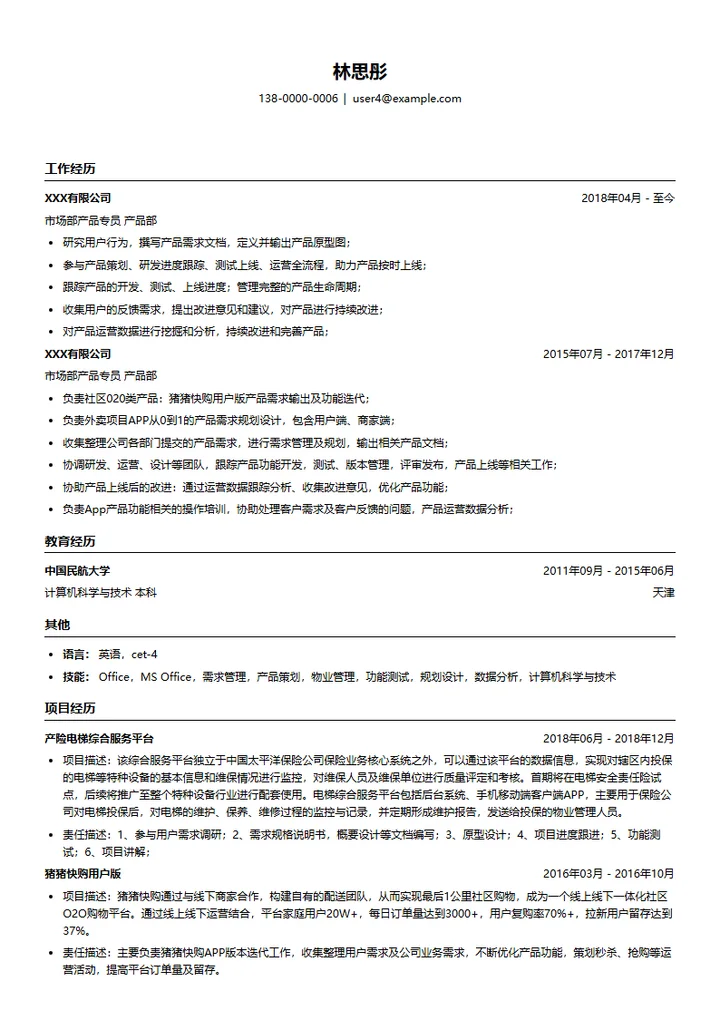 林思彤
138-0000-0006 | user4@example.com
工作经历
XXX有限公司 2018年04月 - 至今
市场部产品专员 产品部
• 研究用户行为，撰写产品需求文档，定义并输出产品原型图；
• 参与产品策划、研发进度跟踪、测试上线、运营全流程，助力产品按时上线；
• 跟踪产品的开发、测试、上线进度；管理完整的产品生命周期；
• 收集用户的反馈需求，提出改进意见和建议，对产品进行持续改进；
• 对产品运营数据进行挖掘和分析，持续改进和完善产品；
XXX有限公司 2015年07月 - 2017年12月
市场部产品专员 产品部
• 负责社区020类产品：猪猪快购用户版产品需求输出及功能迭代；
• 负责外卖项目APP从0到1的产品需求规划设计，包含用户端、商家端；
• 收集整理公司各部门提交的产品需求，进行需求管理及规划，输出相关产品文档；
• 协调研发、运营、设计等团队，跟踪产品功能开发，测试、版本管理，评审发布，产品上线等相关工作；
• 协助产品上线后的改进：通过运营数据跟踪分析、收集改进意见，优化产品功能；
• 负责App产品功能相关的操作培训，协助处理客户需求及客户反馈的问题，产品运营数据分析；
教育经历
中国民航大学 2011年09月 - 2015年06月
计算机科学与技术 本科 天津
其他
• 语言： 英语，cet-4
• 技能： Office，MS Office，需求管理，产品策划，物业管理，功能测试，规划设计，数据分析，计算机科学与技术
项目经历
产险电梯综合服务平台 2018年06月 - 2018年12月
• 项目描述：该综合服务平台独立于中国太平洋保险公司保险业务核心系统之外，可以通过该平台的数据信息，实现对辖区内投保
的电梯等特种设备的基本信息和维保情况进行监控，对维保人员及维保单位进行质量评定和考核。首期将在电梯安全责任险试
点，后续将推广至整个特种设备行业进行配套使用。电梯综合服务平台包括后台系统、手机移动端客户端APP，主要用于保险公
司对电梯投保后，对电梯的维护、保养、维修过程的监控与记录，并定期形成维护报告，发送给投保的物业管理人员。
• 责任描述：1、参与用户需求调研；2、需求规格说明书，概要设计等文档编写；3、原型设计；4、项目进度跟进；5、功能测
试；6、项目讲解；
猪猪快购用户版 2016年03月 - 2016年10月
• 项目描述：猪猪快购通过与线下商家合作，构建自有的配送团队，从而实现最后1公里社区购物，成为一个线上线下一体化社区
O2O购物平台。通过线上线下运营结合，平台家庭用户20W+，每日订单量达到3000+，用户复购率70%+，拉新用户留存达到
37%。
• 责任描述：主要负责猪猪快购APP版本迭代工作，收集整理用户需求及公司业务需求，不断优化产品功能，策划秒杀、抢购等运
营活动，提高平台订单量及留存。